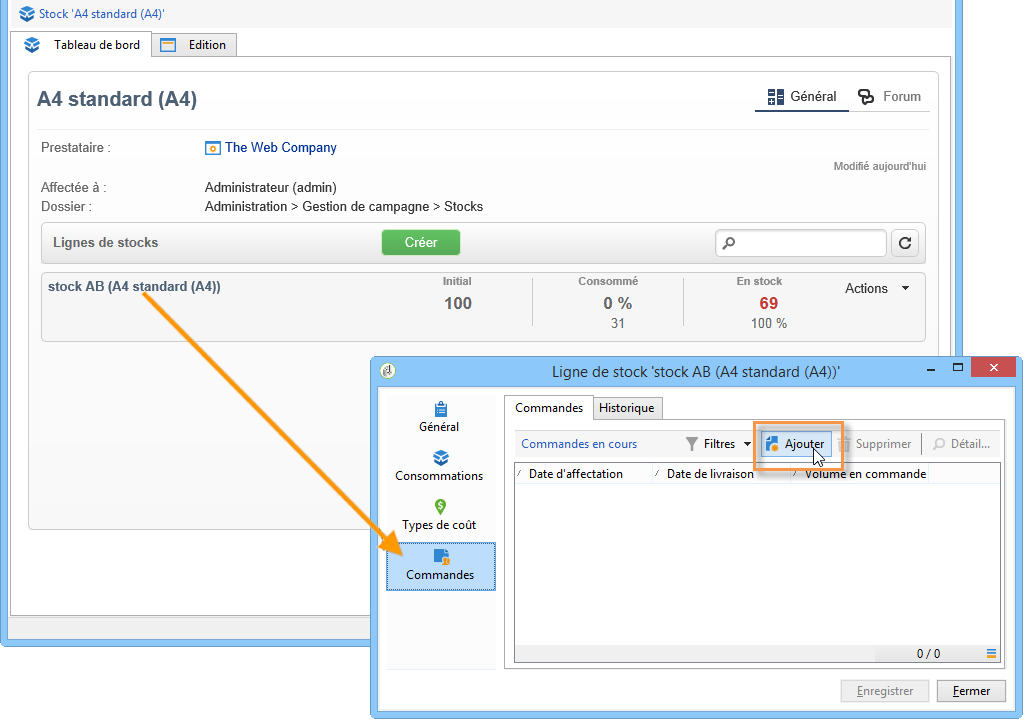 Stock 'A4 standard (A4)'
Tableau de bord
Edition
A4 standard (A4)
Général
Forum
Prestataire :
The Web Company
Modifié aujourd'hui
Affectée à :
Administrateur (admin)
Dossier :
Administration > Gestion de campagne > Stocks
Lignes de stocks
Créer
stock AB (A4 standard (A4))
Initial
100
Consommé
0 %
31
En stock
69
100 %
Actions
Ligne de stock 'stock AB (A4 standard (A4))'
Général
Consommations
Types de coût
Commandes
Commandes
Historique
Commandes en cours
Filtres
Ajouter
Supprimer
Détail...
Date d'affectation
Date de livraison
Volume en commande
0 / 0
Enregistrer
Fermer